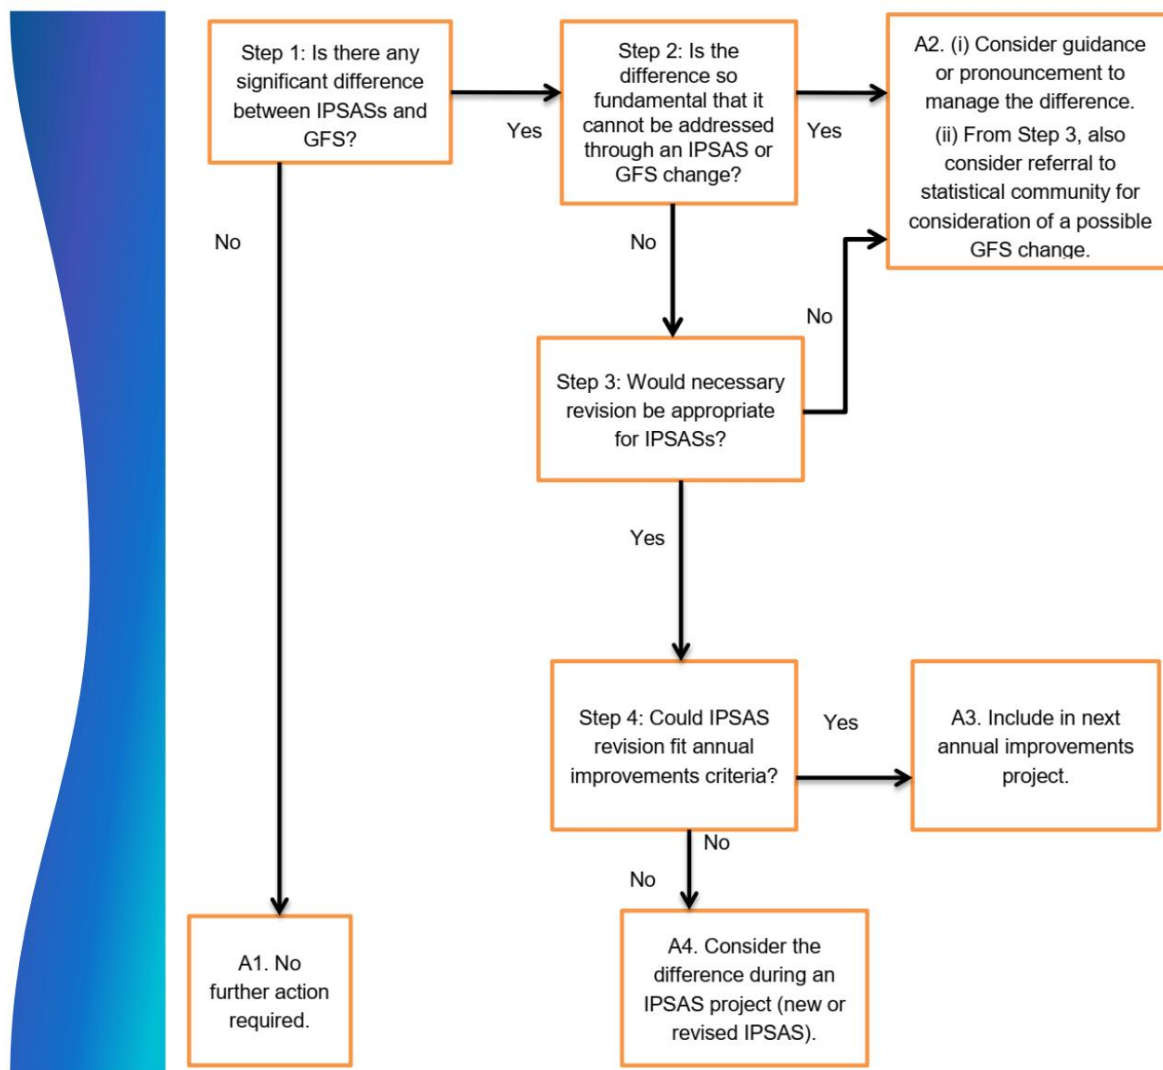 Step 1: Is there any
significant difference
between IPSASs and
GFS?
Yes
Step 2: Is the
difference so
fundamental that it
cannot be addressed
through an IPSAS or
GFS change?
Yes
A2. (i) Consider guidance
or pronouncement to
manage the difference.
(ii) From Step 3, also
consider referral to
statistical community for
consideration of a possible
GFS change.
No
No
No
Step 3: Would necessary
revision be appropriate
for IPSASs?
Yes
Step 4: Could IPSAS
revision fit annual
improvements criteria?
Yes
A3. Include in next
annual improvements
project.
No
No
A1. No
further action
required.
A4. Consider the
difference during an
IPSAS project (new or
revised IPSAS).